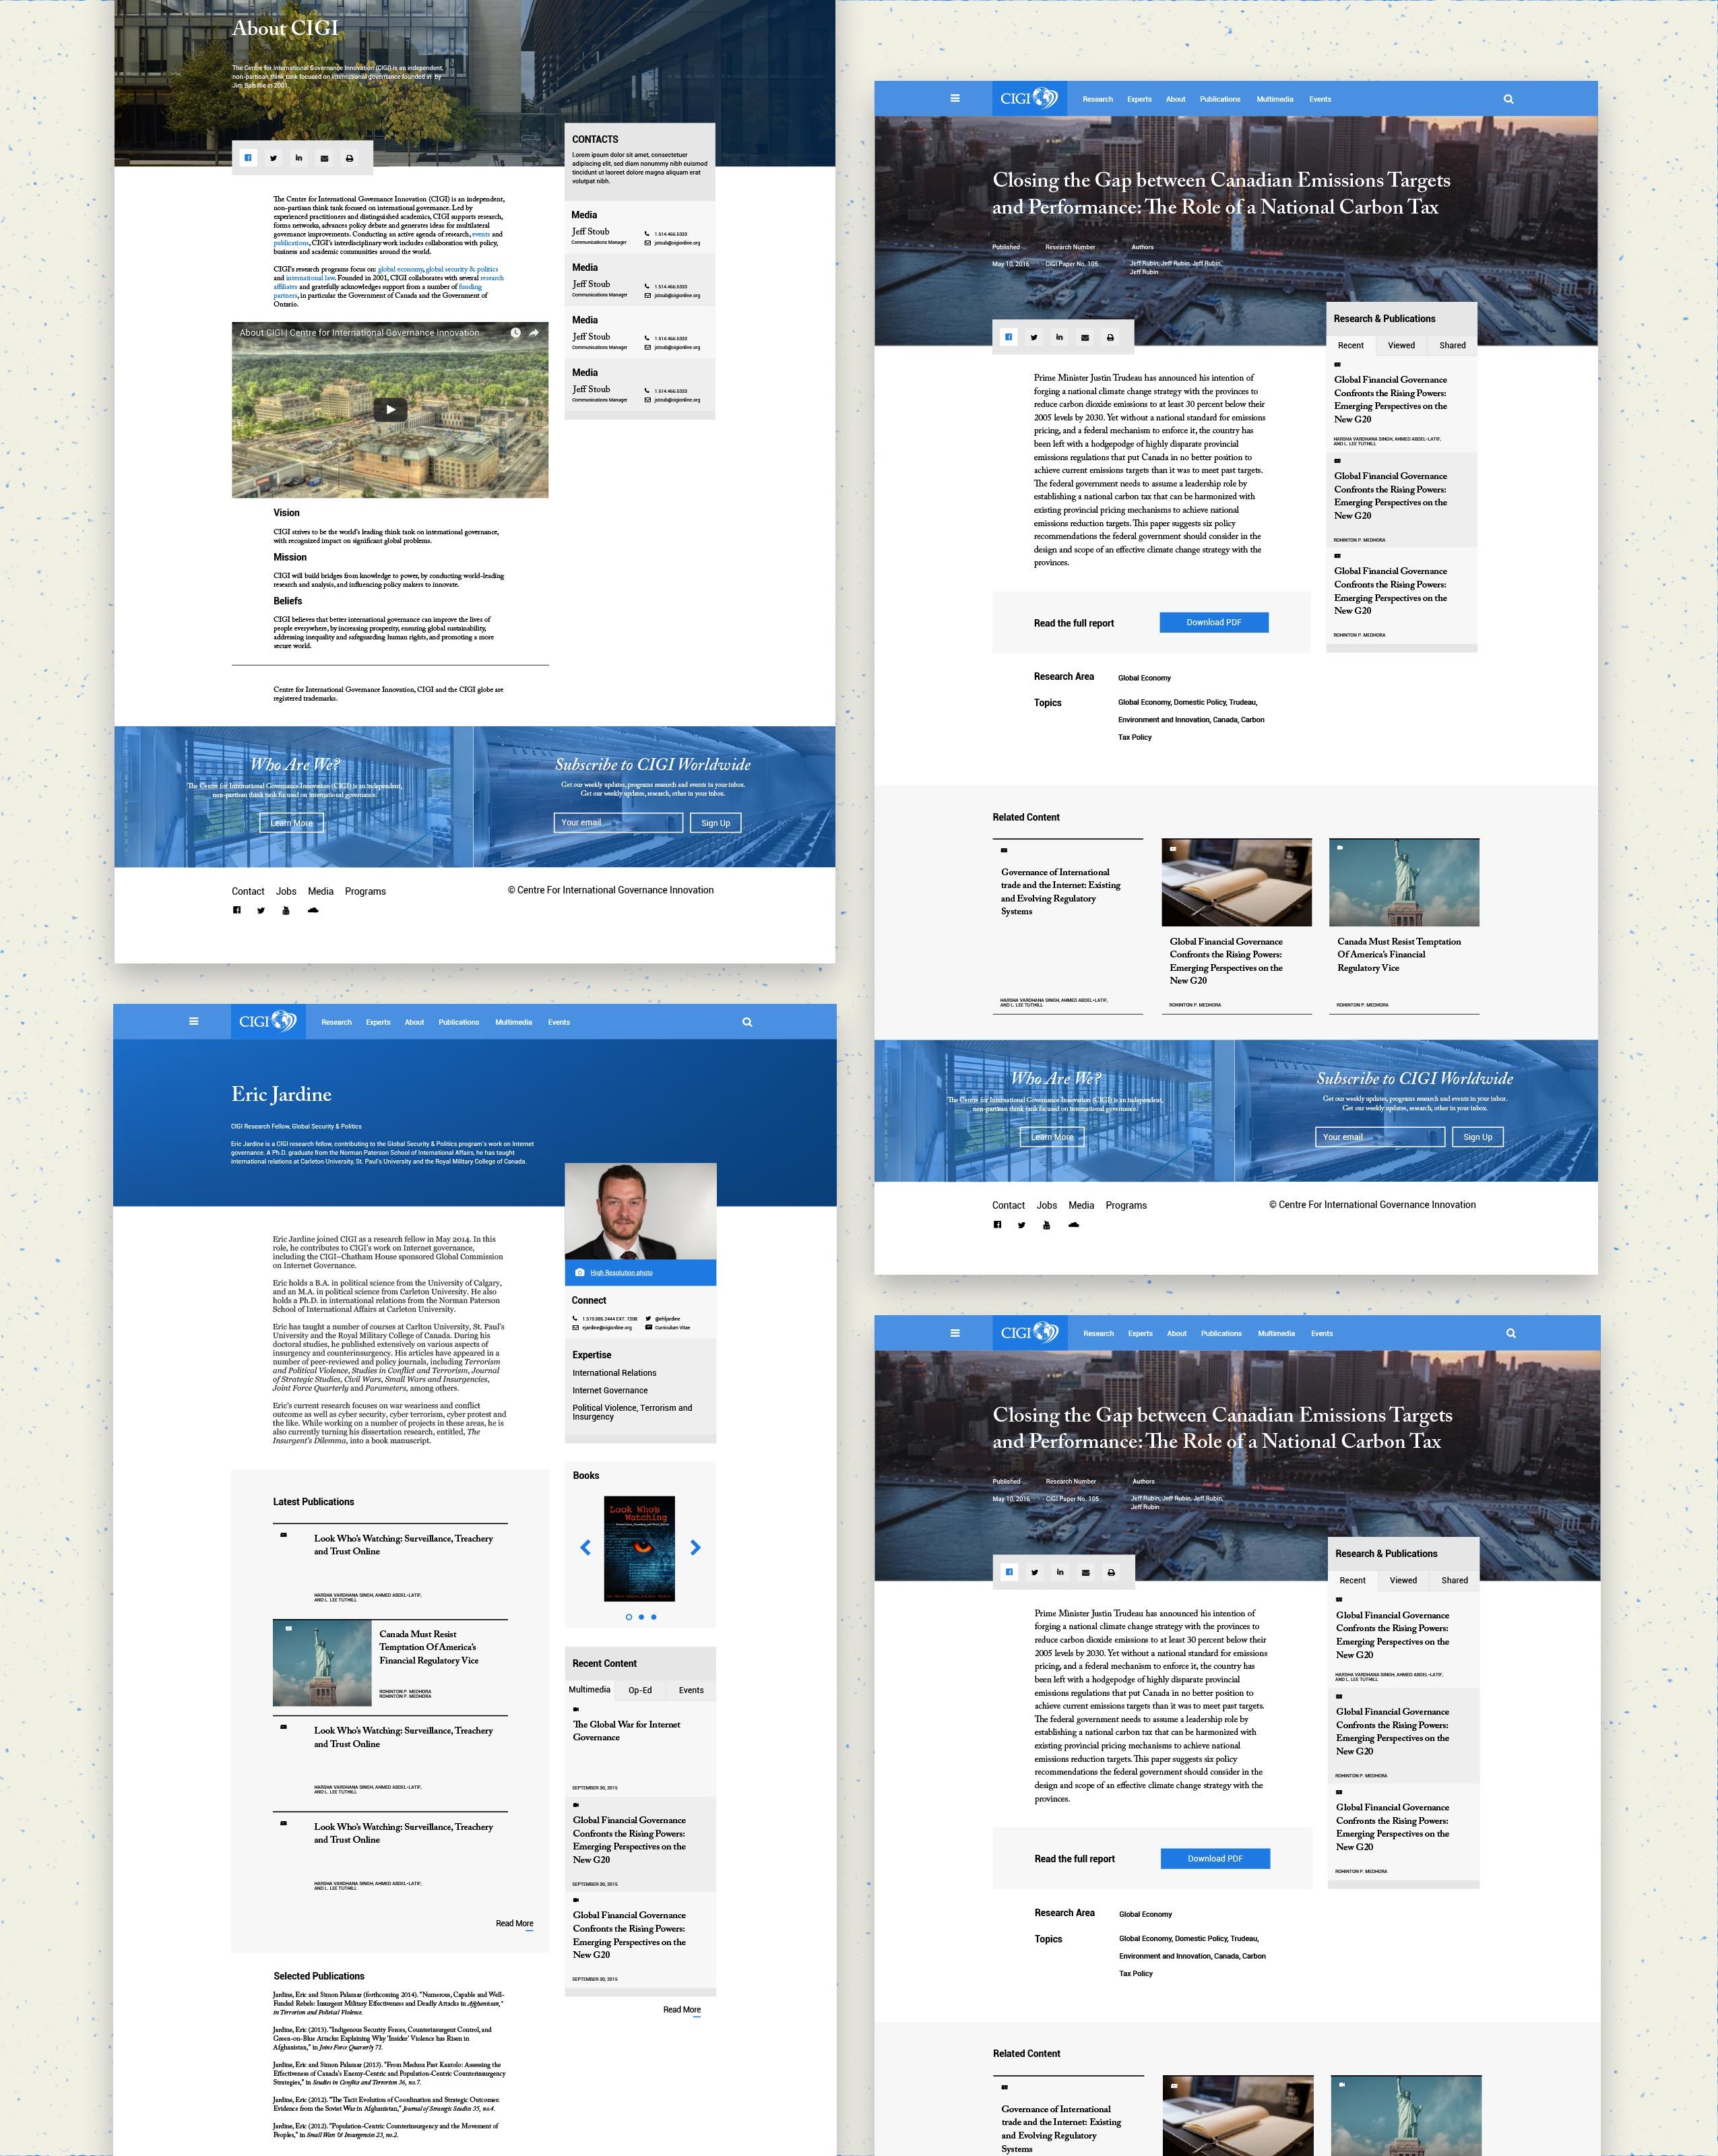 About CIGI
The Centre for International Governance Innovation (CIGI) is an independent,
non-partisan think tank focused on international governance founded in by
Jim Balsillie in 2001.
The Centre for International Governance Innovation (CIGI) is an independent,
non-partisan think tank focused on international governance. Led by
experienced practitioners and distinguished academics, CIGI supports research,
forms networks, advances policy debate and generates ideas for multilateral
governance improvements. Conducting an active agenda of research, events and
publications, CIGI's interdisciplinary work includes collaboration with policy,
business and academic communities around the world.
CIGI's research programs focus on: global economy, global security & politics
and international law. Founded in 2001, CIGI collaborates with several research
affiliates and gratefully acknowledges support from a number of funding
partners, in particular the Government of Canada and the Government of
Ontario.
About CIGI | Centre for International Governance Innovation
Vision
CIGI strives to be the world's leading think tank on international governance,
with recognized impact on significant global problems.
Mission
CIGI will build bridges from knowledge to power, by conducting world-leading
research and analysis, and influencing policy makers to innovate.
Beliefs
CIGI believes that better international governance can improve the lives of
people everywhere, by increasing prosperity, ensuring global sustainability,
addressing inequality and safeguarding human rights, and promoting a more
secure world.
Centre for International Governance Innovation, CIGI and the CIGI globe are
registered trademarks.
CONTACTS
Lorem ipsum dolor sit amet, consectetuer
adipiscing elit, sed diam nonummy nibh euismod
tincidunt ut laoreet dolore magna aliquam erat
volutpat nibh.
Media
Jeff Stoub
Communications Manager
1.514.466.5333
jstoub@cigionline.org
Media
Jeff Stoub
Communications Manager
1.514.466.5333
jstoub@cigionline.org
Media
Jeff Stoub
Communications Manager
1.514.466.5333
jstoub@cigionline.org
Media
Jeff Stoub
Communications Manager
1.514.466.5333
jstoub@cigionline.org
Who Are We?
The Centre for International Governance Innovation (CIGI) is an independent,
non-partisan think tank focused on international governance.
Learn More
Subscribe to CIGI Worldwide
Get our weekly updates, programs research and events in your inbox.
Get our weekly updates, research, other in your inbox.
Your email
Sign Up
Contact Jobs Media Programs
© Centre For International Governance Innovation
CIGI
Research Experts About Publications Multimedia Events
Eric Jardine
CIGI Research Fellow, Global Security & Politics
Eric Jardine is a CIGI research fellow, contributing to the Global Security & Politics program's work on Internet
governance. A Ph.D. graduate from the Norman Paterson School of International Affairs, he has taught
international relations at Carleton University, St. Paul's University and the Royal Military College of Canada.
Eric Jardine joined CIGI as a research fellow in May 2014. In this
role, he contributes to CIGI's work on Internet governance,
including the CIGI–Chatham House sponsored Global Commission
on Internet Governance.
Eric holds a B.A. in political science from the University of Calgary,
and an M.A. in political science from Carleton University. He also
holds a Ph.D. in international relations from the Norman Paterson
School of International Affairs at Carleton University.
Eric has taught a number of courses at Carlton University, St. Paul's
University and the Royal Military College of Canada. During his
doctoral studies, he published extensively on various aspects of
insurgency and counterinsurgency. His articles have appeared in a
number of peer-reviewed and policy journals, including Terrorism
and Political Violence, Studies in Conflict and Terrorism, Journal
of Strategic Studies, Civil Wars, Small Wars and Insurgencies,
Joint Force Quarterly and Parameters, among others.
Eric's current research focuses on war weariness and conflict
outcome as well as cyber security, cyber terrorism, cyber protest and
the like. While working on a number of projects in these areas, he is
also currently turning his dissertation research, entitled, The
Insurgent's Dilemma, into a book manuscript.
High Resolution photo
Connect
1.519.885.2444 EXT. 7206
@ehljardine
ejardine@cigionline.org
Curriculum Vitae
Expertise
International Relations
Internet Governance
Political Violence, Terrorism and
Insurgency
Books
Look Who's
Watching
Latest Publications
Look Who's Watching: Surveillance, Treachery
and Trust Online
HARSHA VARDHANA SINGH, AHMED ABDEL-LATIF,
AND L. LEE TUTHILL
Canada Must Resist
Temptation Of America's
Financial Regulatory Vice
ROHINTON P. MEDHORA
ROHINTON P. MEDHORA
Look Who's Watching: Surveillance, Treachery
and Trust Online
HARSHA VARDHANA SINGH, AHMED ABDEL-LATIF,
AND L. LEE TUTHILL
Look Who's Watching: Surveillance, Treachery
and Trust Online
HARSHA VARDHANA SINGH, AHMED ABDEL-LATIF,
AND L. LEE TUTHILL
Read More
Recent Content
Multimedia Op-Ed Events
The Global War for Internet
Governance
SEPTEMBER 30, 2015
Global Financial Governance
Confronts the Rising Powers:
Emerging Perspectives on the
New G20
SEPTEMBER 30, 2015
Global Financial Governance
Confronts the Rising Powers:
Emerging Perspectives on the
New G20
SEPTEMBER 30, 2015
Read More
Selected Publications
Jardine, Eric and Simon Palamar (forthcoming 2014). "Numerous, Capable and Well-
Funded Rebels: Insurgent Military Effectiveness and Deadly Attacks in Afghanistan,"
in Terrorism and Political Violence.
Jardine, Eric (2013). "Indigenous Security Forces, Counterinsurgent Control, and
Green-on-Blue Attacks: Explaining Why 'Insider' Violence has Risen in
Afghanistan," in Joint Force Quarterly 71.
Jardine, Eric and Simon Palamar (2013). "From Medusa Past Kantolo: Assessing the
Effectiveness of Canada's Enemy-Centric and Population-Centric Counterinsurgency
Strategies," in Studies in Conflict and Terrorism 36, no.7.
Jardine, Eric (2012). "The Tacit Evolution of Coordination and Strategic Outcomes:
Evidence from the Soviet War in Afghanistan," Journal of Strategic Studies 35, no.4.
Jardine, Eric (2012). "Population-Centric Counterinsurgency and the Movement of
Peoples," in Small Wars & Insurgencies 23, no.2.
CIGI
Research Experts About Publications Multimedia Events
Closing the Gap between Canadian Emissions Targets
and Performance: The Role of a National Carbon Tax
Published Research Number Authors
May 10, 2016 CIGI Paper No. 105 Jeff Rubin, Jeff Rubin, Jeff Rubin,
Jeff Rubin
Prime Minister Justin Trudeau has announced his intention of
forging a national climate change strategy with the provinces to
reduce carbon dioxide emissions to at least 30 percent below their
2005 levels by 2030. Yet without a national standard for emissions
pricing, and a federal mechanism to enforce it, the country has
been left with a hodgepodge of highly disparate provincial
emissions regulations that put Canada in no better position to
achieve current emissions targets than it was to meet past targets.
The federal government needs to assume a leadership role by
establishing a national carbon tax that can be harmonized with
existing provincial pricing mechanisms to achieve national
emissions reduction targets. This paper suggests six policy
recommendations the federal government should consider in the
design and scope of an effective climate change strategy with the
provinces.
Research & Publications
Recent Viewed Shared
Global Financial Governance
Confronts the Rising Powers:
Emerging Perspectives on the
New G20
HARSHA VARDHANA SINGH, AHMED ABDEL-LATIF,
AND L. LEE TUTHILL
Global Financial Governance
Confronts the Rising Powers:
Emerging Perspectives on the
New G20
ROHINTON P. MEDHORA
Global Financial Governance
Confronts the Rising Powers:
Emerging Perspectives on the
New G20
ROHINTON P. MEDHORA
Read the full report
Download PDF
Research Area Global Economy
Topics Global Economy, Domestic Policy, Trudeau,
Environment and Innovation, Canada, Carbon
Tax Policy
Related Content
Governance of International
trade and the Internet: Existing
and Evolving Regulatory
Systems
HARSHA VARDHANA SINGH, AHMED ABDEL-LATIF,
AND L. LEE TUTHILL
Global Financial Governance
Confronts the Rising Powers:
Emerging Perspectives on the
New G20
ROHINTON P. MEDHORA
Canada Must Resist Temptation
Of America's Financial
Regulatory Vice
ROHINTON P. MEDHORA
Who Are We?
The Centre for International Governance Innovation (CIGI) is an independent,
non-partisan think tank focused on international governance.
Learn More
Subscribe to CIGI Worldwide
Get our weekly updates, programs research and events in your inbox.
Get our weekly updates, research, other in your inbox.
Your email
Sign Up
Contact Jobs Media Programs
© Centre For International Governance Innovation
CIGI
Research Experts About Publications Multimedia Events
Closing the Gap between Canadian Emissions Targets
and Performance: The Role of a National Carbon Tax
Published Research Number Authors
May 10, 2016 CIGI Paper No. 105 Jeff Rubin, Jeff Rubin, Jeff Rubin,
Jeff Rubin
Prime Minister Justin Trudeau has announced his intention of
forging a national climate change strategy with the provinces to
reduce carbon dioxide emissions to at least 30 percent below their
2005 levels by 2030. Yet without a national standard for emissions
pricing, and a federal mechanism to enforce it, the country has
been left with a hodgepodge of highly disparate provincial
emissions regulations that put Canada in no better position to
achieve current emissions targets than it was to meet past targets.
The federal government needs to assume a leadership role by
establishing a national carbon tax that can be harmonized with
existing provincial pricing mechanisms to achieve national
emissions reduction targets. This paper suggests six policy
recommendations the federal government should consider in the
design and scope of an effective climate change strategy with the
provinces.
Research & Publications
Recent Viewed Shared
Global Financial Governance
Confronts the Rising Powers:
Emerging Perspectives on the
New G20
HARSHA VARDHANA SINGH, AHMED ABDEL-LATIF,
AND L. LEE TUTHILL
Global Financial Governance
Confronts the Rising Powers:
Emerging Perspectives on the
New G20
ROHINTON P. MEDHORA
Global Financial Governance
Confronts the Rising Powers:
Emerging Perspectives on the
New G20
ROHINTON P. MEDHORA
Read the full report
Download PDF
Research Area Global Economy
Topics Global Economy, Domestic Policy, Trudeau,
Environment and Innovation, Canada, Carbon
Tax Policy
Related Content
Governance of International
trade and the Internet: Existing
and Evolving Regulatory
Systems